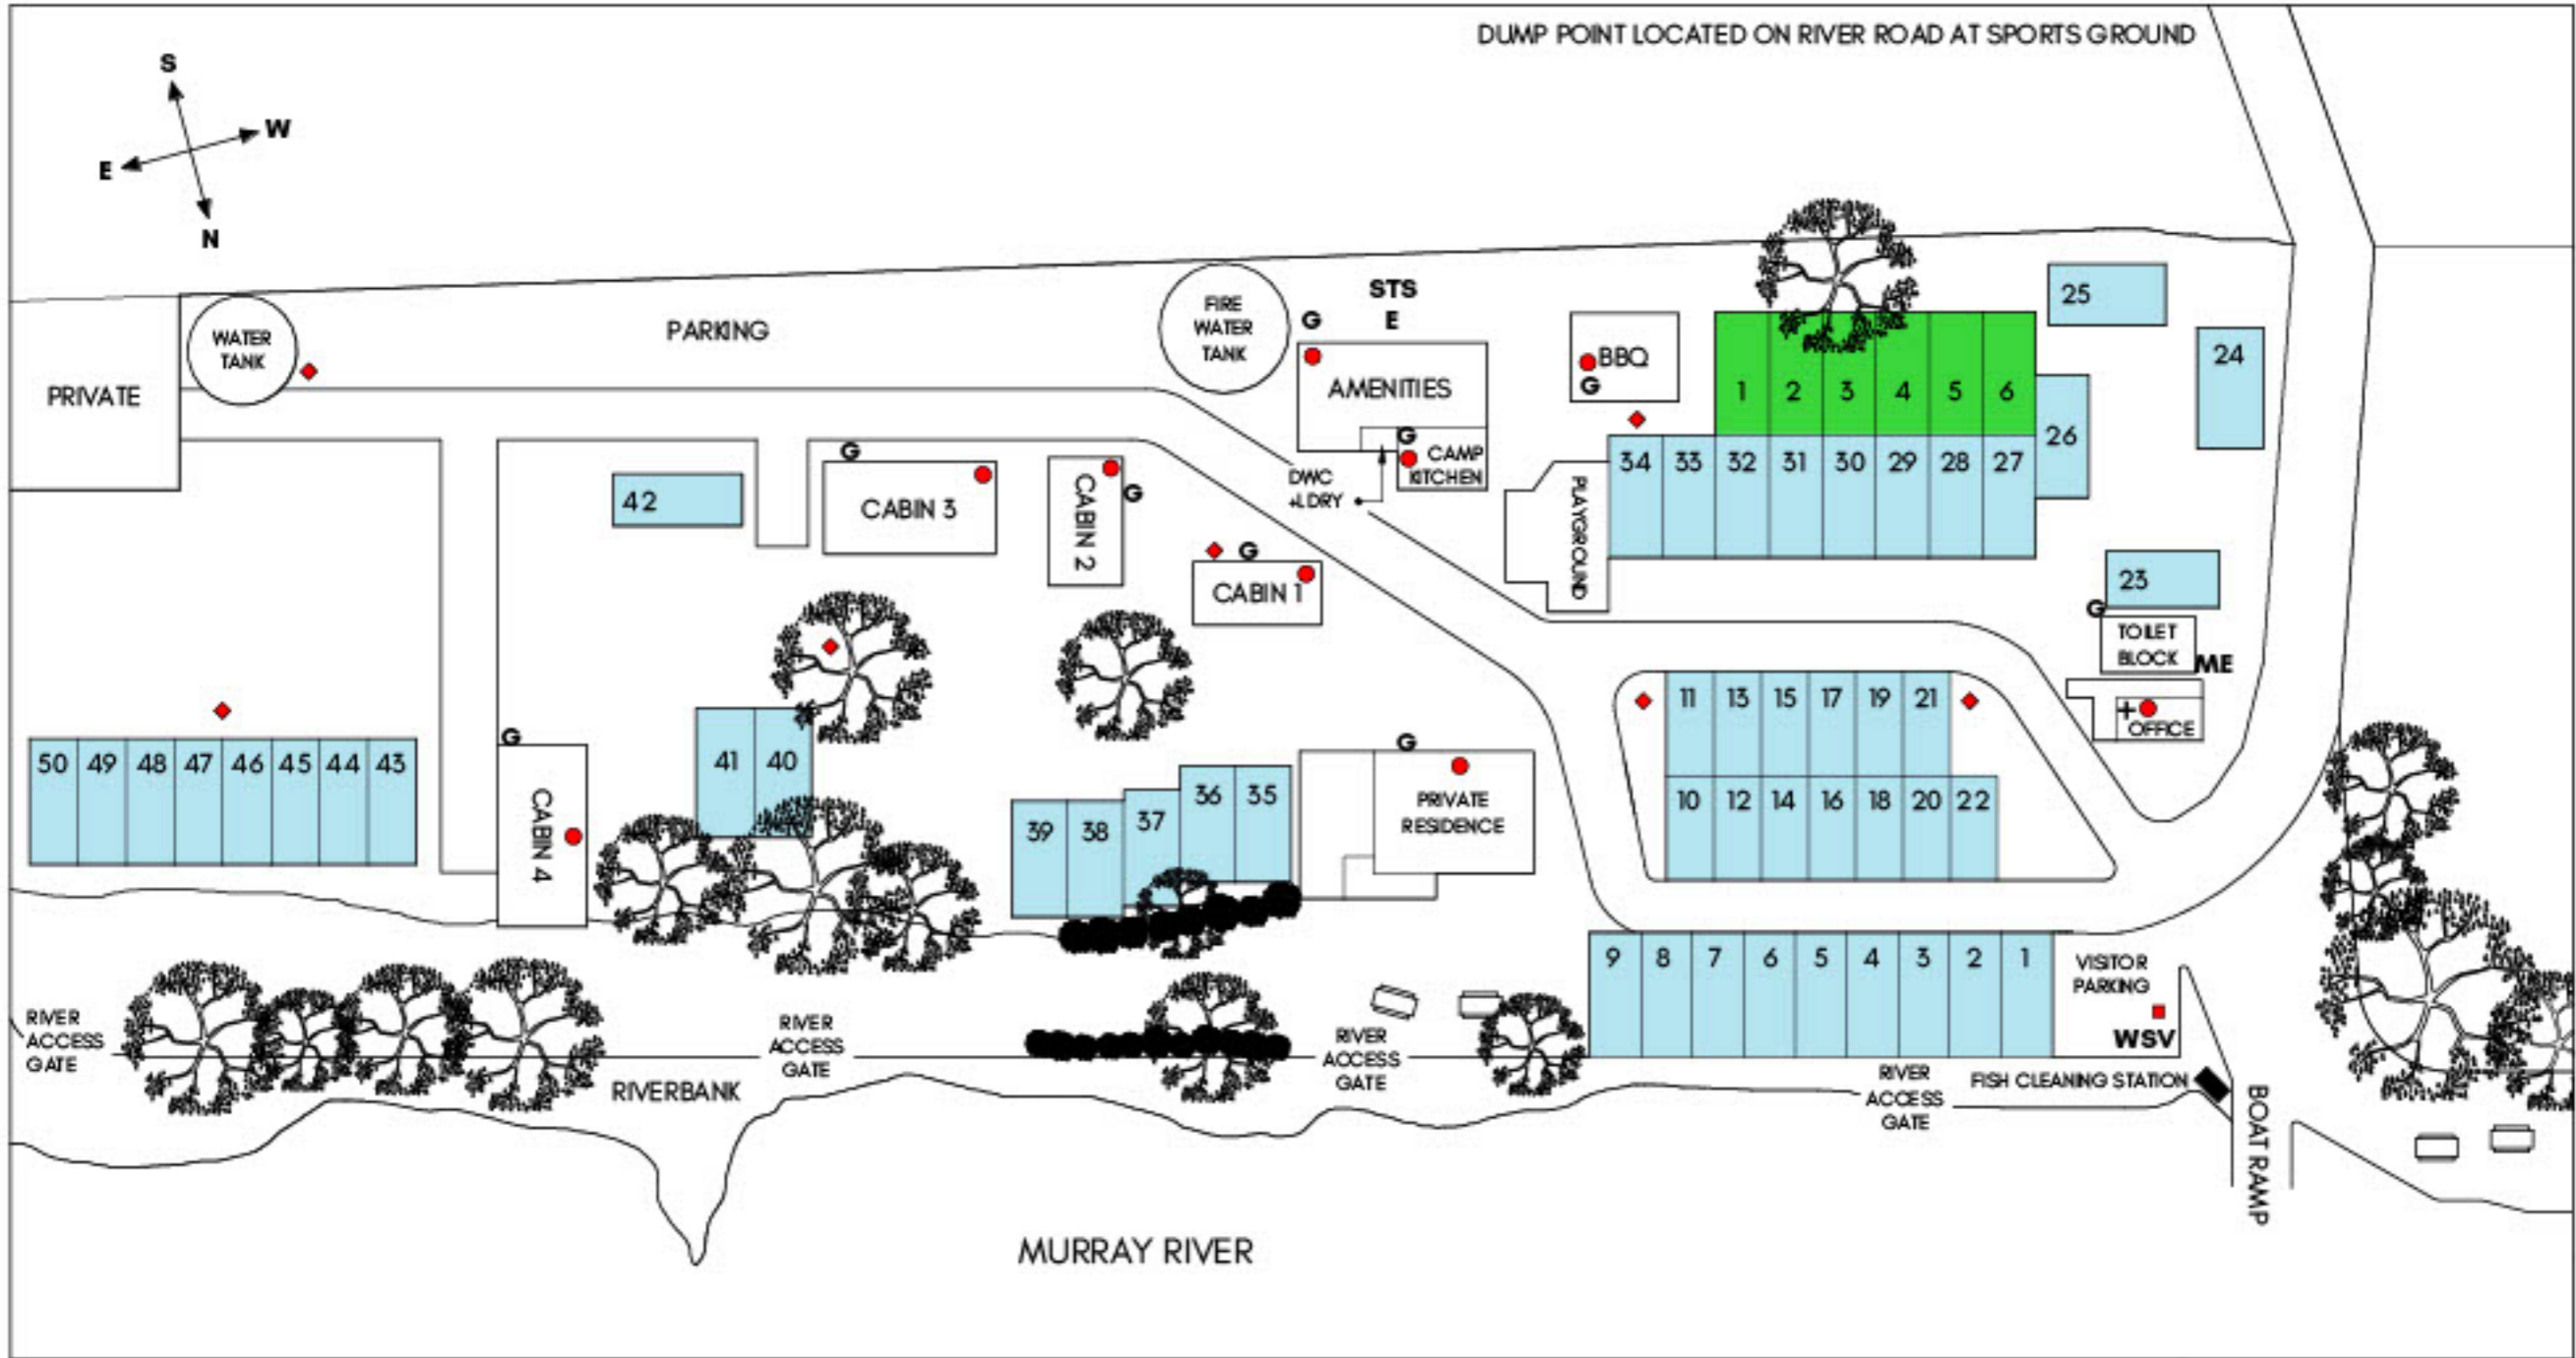 DUMP POINT LOCATED ON RIVER ROAD AT SPORTS GROUND
S
W
E
N
WATER
TANK
PARKING
FIRE
WATER
TANK
STS
E
G
AMENITIES
G
CAMP
KITCHEN
DWC
+LDRY
BBQ
G
1 2 3 4 5 6
25
24
26
34 33 32 31 30 29 28 27
PLAYGROUND
23
G
TOILET
BLOCK
ME
+
OFFICE
PRIVATE
42
G
CABIN 3
CABIN 2
G
G
CABIN 1
11 13 15 17 19 21
10 12 14 16 18 20 22
50 49 48 47 46 45 44 43
G
CABIN 4
41 40
39 38 37 36 35
G
PRIVATE
RESIDENCE
9 8 7 6 5 4 3 2 1
VISITOR
PARKING
WSV
RIVER
ACCESS
GATE
RIVER
ACCESS
GATE
RIVER
ACCESS
GATE
RIVER
ACCESS
GATE
FISH CLEANING STATION
RIVERBANK
BOAT RAMP
MURRAY RIVER